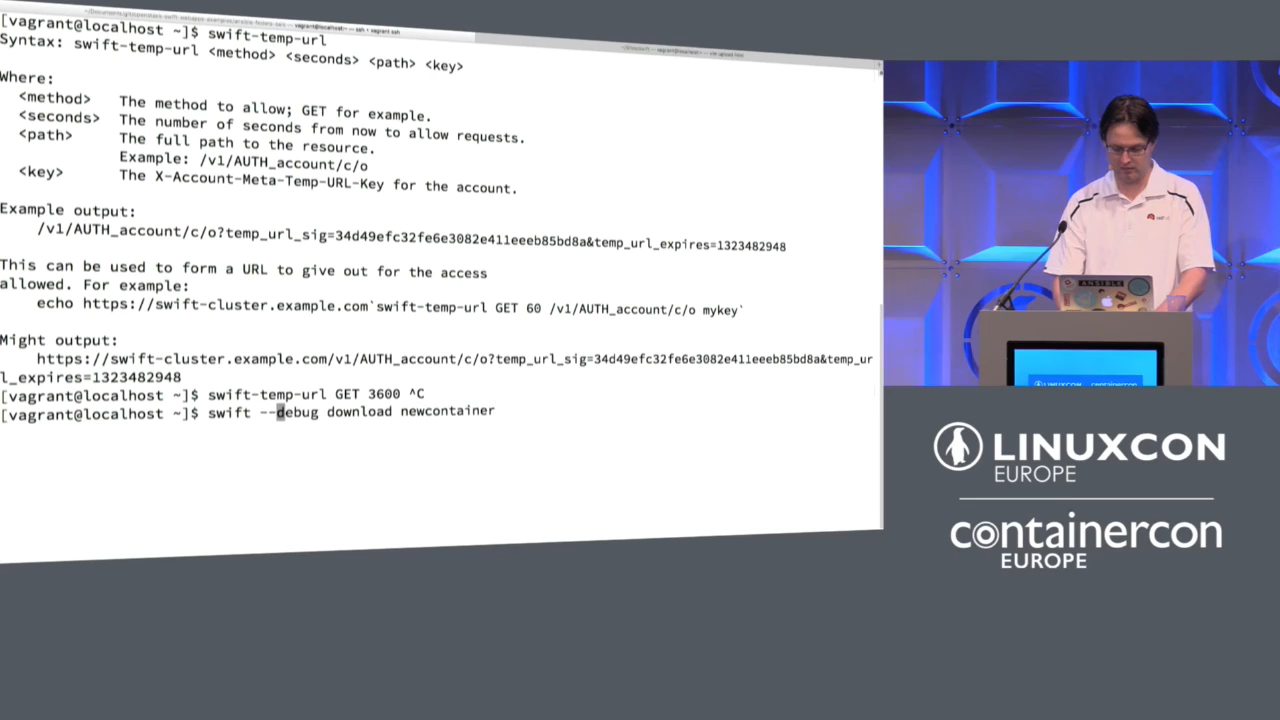 [vagrant@localhost ~]$ swift-temp-url
Syntax: swift-temp-url <method> <seconds> <path> <key>
Where:
<method> The method to allow; GET for example.
<seconds> The number of seconds from now to allow requests.
<path> The full path to the resource.
Example: /v1/AUTH_account/c/o
<key> The X-Account-Meta-Temp-URL-Key for the account.
Example output:
/v1/AUTH_account/c/o?temp_url_sig=34d49efc32fe6e3082e411eeeb85bd8a&temp_url_expires=1323482948
This can be used to form a URL to give out for the access
allowed. For example:
echo https://swift-cluster.example.com`swift-temp-url GET 60 /v1/AUTH_account/c/o mykey`
Might output:
https://swift-cluster.example.com/v1/AUTH_account/c/o?temp_url_sig=34d49efc32fe6e3082e411eeeb85bd8a&temp_ur
l_expires=1323482948
[vagrant@localhost ~]$ swift-temp-url GET 3600 ^C
[vagrant@localhost ~]$ swift --debug download newcontainer
ANSIBLE
LINUXCON
EUROPE
containercon
EUROPE